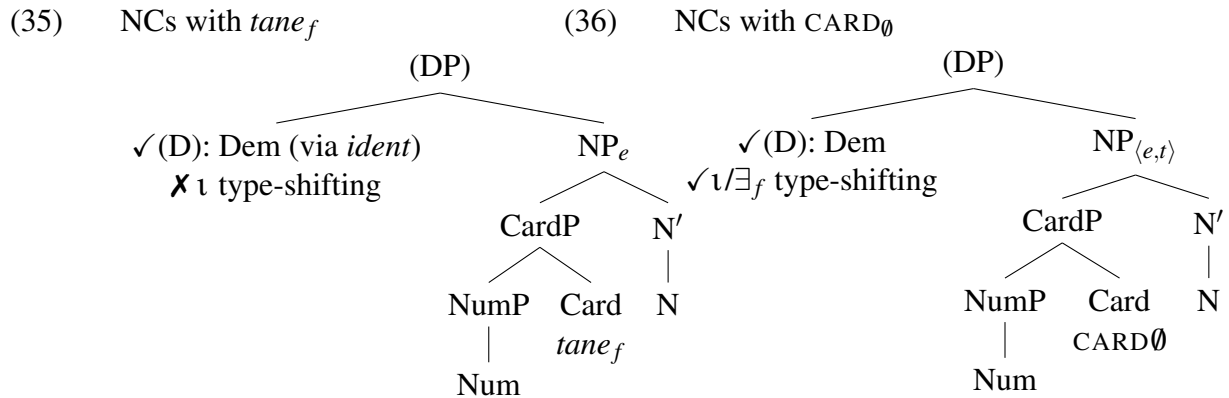 (35) NCs with tane_f (36) NCs with CARD_∅
(DP) (DP)
✓(D): Dem (via ident) NP_e ✓(D): Dem NP_⟨e,t⟩
✗ ι type-shifting ✓ι/∃_f type-shifting
CardP N′ CardP N′
NumP Card N NumP Card N
tane_f CARD∅
Num Num